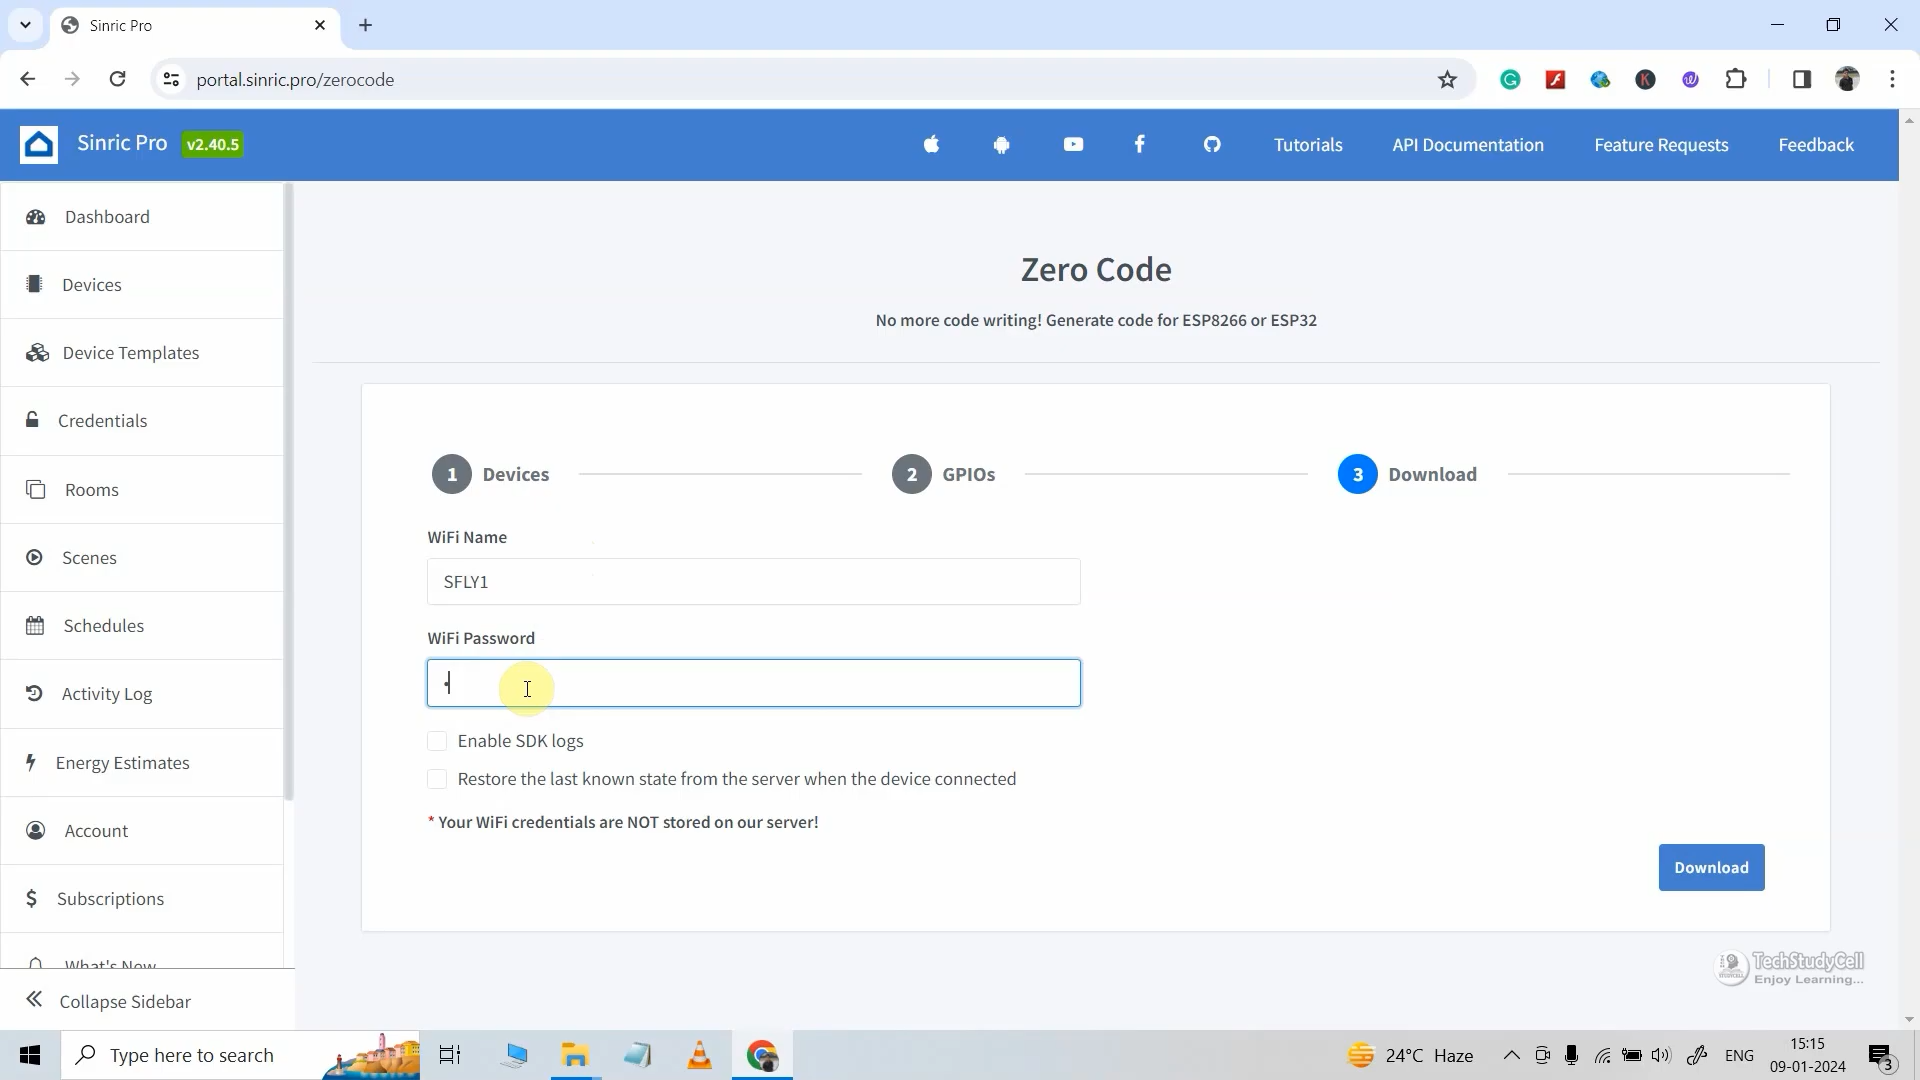 Sinric Pro
portal.sinric.pro/zerocode
Sinric Pro v2.40.5
Tutorials
API Documentation
Feature Requests
Feedback
Dashboard
Devices
Device Templates
Credentials
Rooms
Scenes
Schedules
Activity Log
Energy Estimates
Account
Subscriptions
What's New
Collapse Sidebar
Zero Code
No more code writing! Generate code for ESP8266 or ESP32
1 Devices
2 GPIOs
3 Download
WiFi Name
SFLY1
WiFi Password
Enable SDK logs
Restore the last known state from the server when the device connected
* Your WiFi credentials are NOT stored on our server!
Download
TechStudyCell
Enjoy Learning...
Type here to search
24°C Haze
ENG
15:15
09-01-2024
3